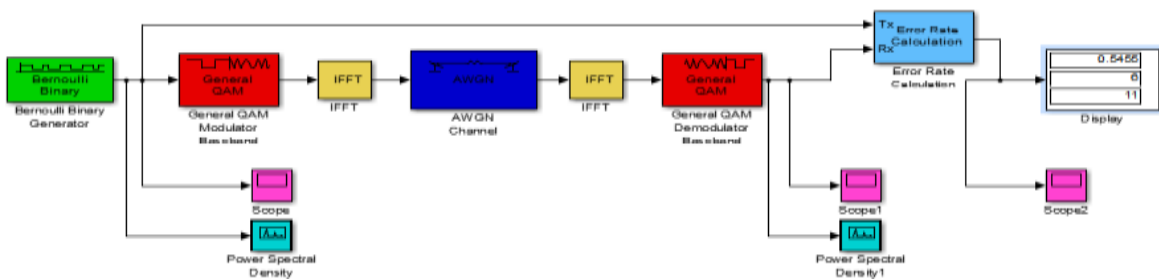 Tx
Error Rate
Calculation
Rx
Error Rate
Calculation
Bernoulli
Binary
Bernoulli Binary
Generator
General
QAM
General QAM
Modulator
Baseband
IFFT
IFFT
AWGN
AWGN
Channel
IFFT
IFFT
General
QAM
General QAM
Demodulator
Baseband
0.5455
6
11
Display
Scope
Scope1
Scope2
Power Spectral
Density
Power Spectral
Density1